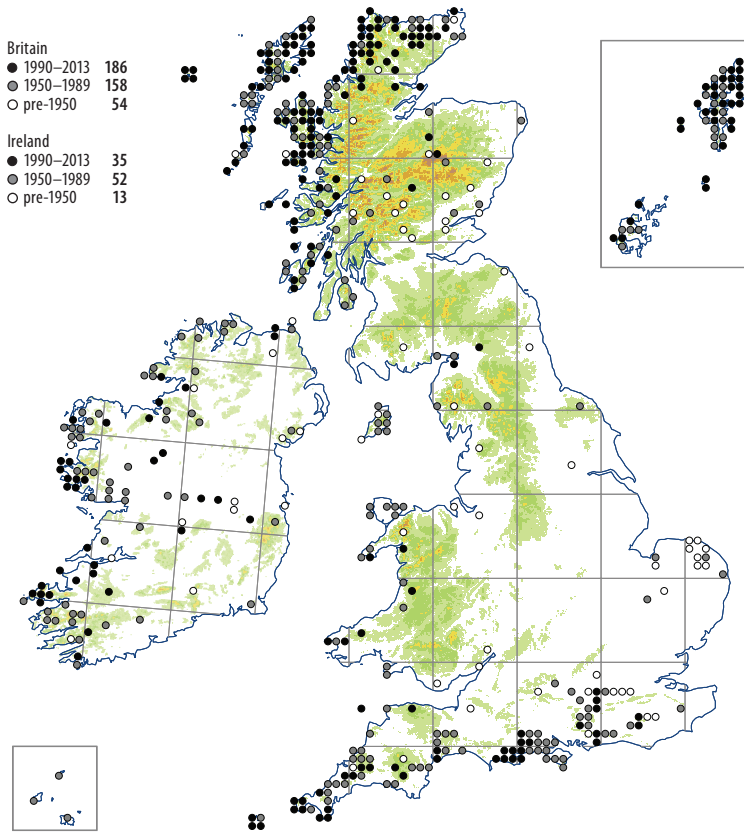 Britain
1990–2013 186
1950–1989 158
pre-1950 54
Ireland
1990–2013 35
1950–1989 52
pre-1950 13